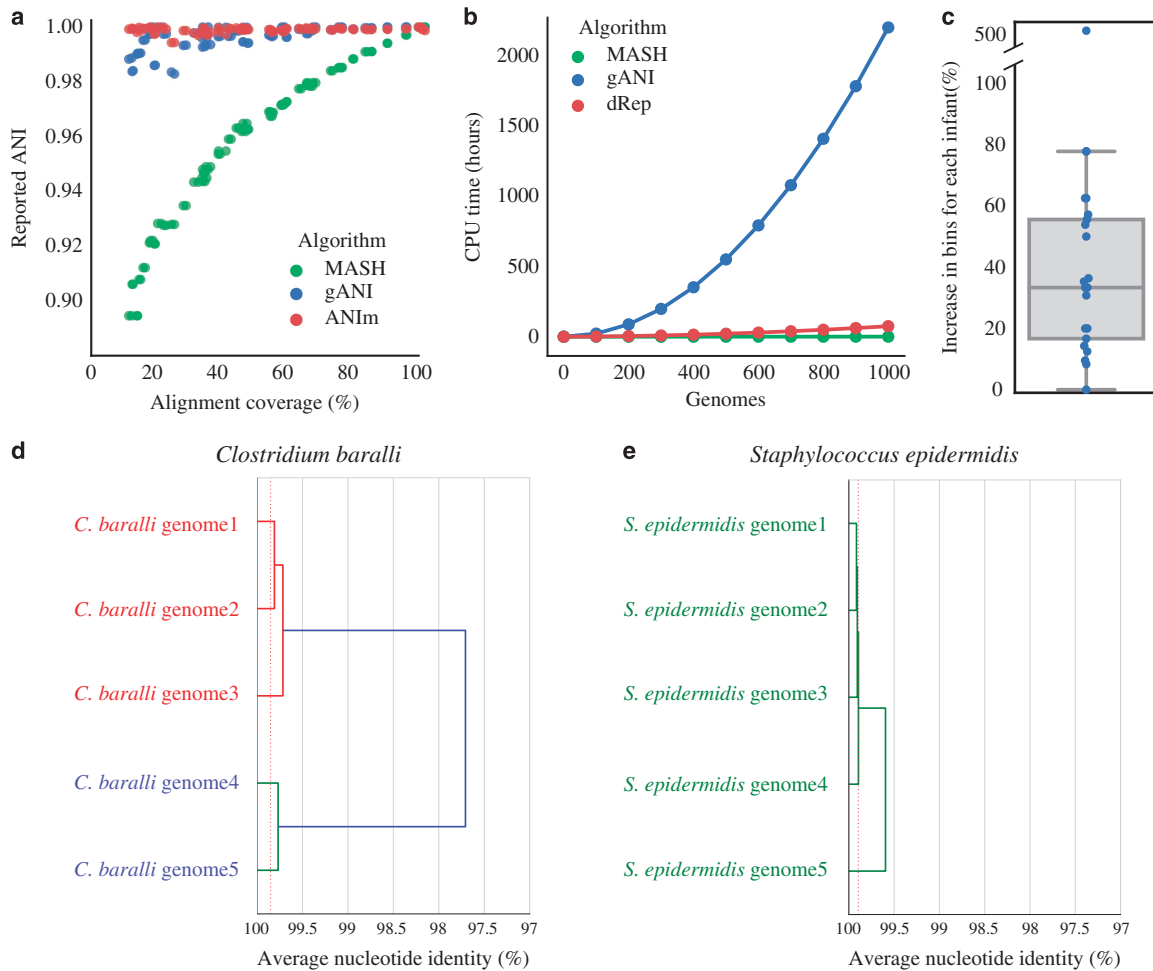 a
1.00
0.98
0.96
0.94
0.92
0.90
Reported ANI
Algorithm
MASH
gANI
ANIm
0 20 40 60 80 100
Alignment coverage (%)
b
2000
1500
1000
500
0
CPU time (hours)
Algorithm
MASH
gANI
dRep
0 200 400 600 800 1000
Genomes
c
500
100
80
60
40
20
0
Increase in bins for each infant(%)
d
Clostridium baralli
C. baralli genome1
C. baralli genome2
C. baralli genome3
C. baralli genome4
C. baralli genome5
100 99.5 99 98.5 98 97.5 97
Average nucleotide identity (%)
e
Staphylococcus epidermidis
S. epidermidis genome1
S. epidermidis genome2
S. epidermidis genome3
S. epidermidis genome4
S. epidermidis genome5
100 99.5 99 98.5 98 97.5 97
Average nucleotide identity (%)